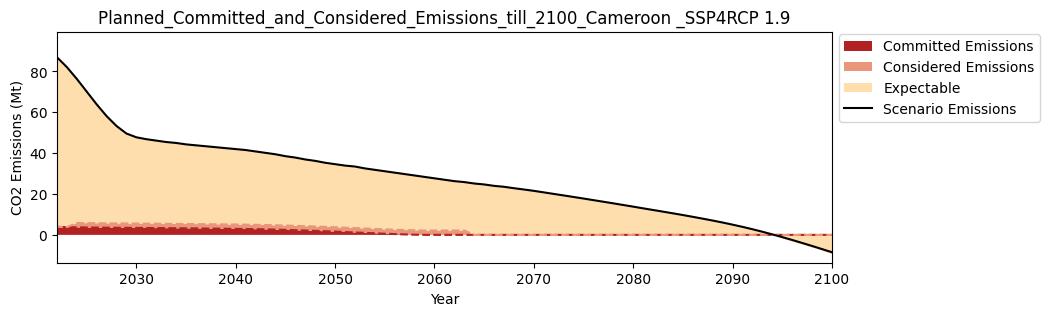 Planned_Committed_and_Considered_Emissions_till_2100_Cameroon _SSP4RCP 1.9
CO2 Emissions (Mt)
80
60
40
20
0
2030
2040
2050
2060
2070
2080
2090
2100
Year
Committed Emissions
Considered Emissions
Expectable
Scenario Emissions